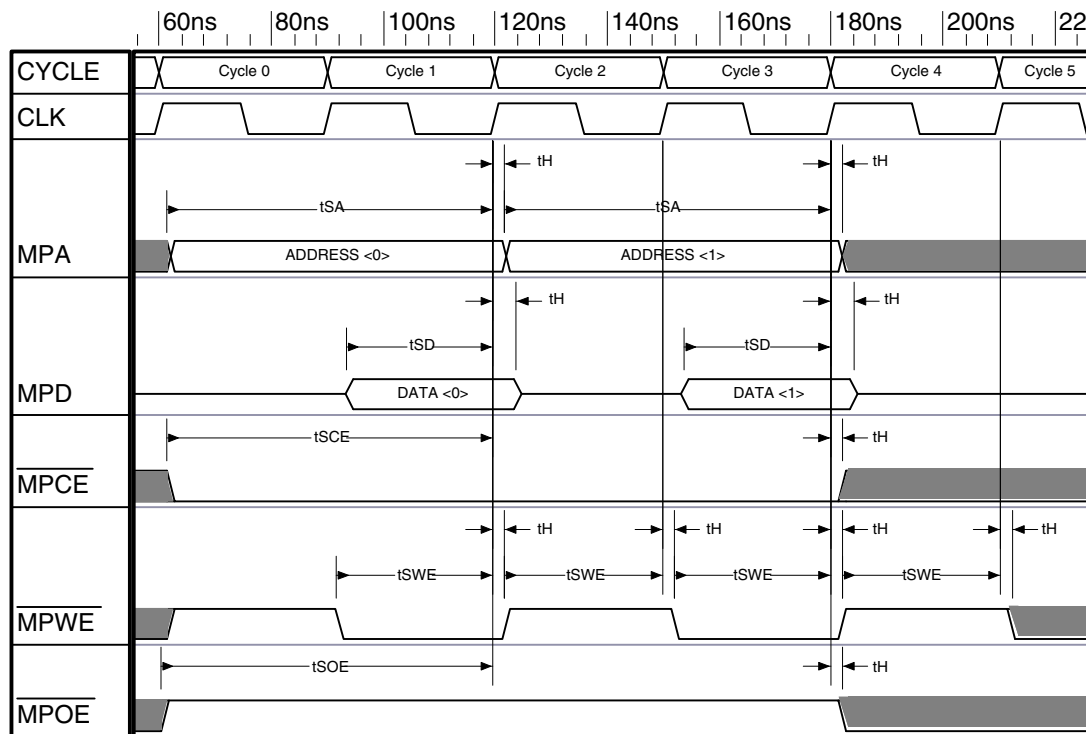 60ns 80ns 100ns 120ns 140ns 160ns 180ns 200ns 22
CYCLE Cycle 0 Cycle 1 Cycle 2 Cycle 3 Cycle 4 Cycle 5
CLK
tH tH
tSA tSA
MPA ADDRESS <0> ADDRESS <1>
tH tH
tSD tSD
MPD DATA <0> DATA <1>
tSCE tH
MPCE
tH tH tH tH
tSWE tSWE tSWE tSWE
MPWE
tSOE tH
MPOE